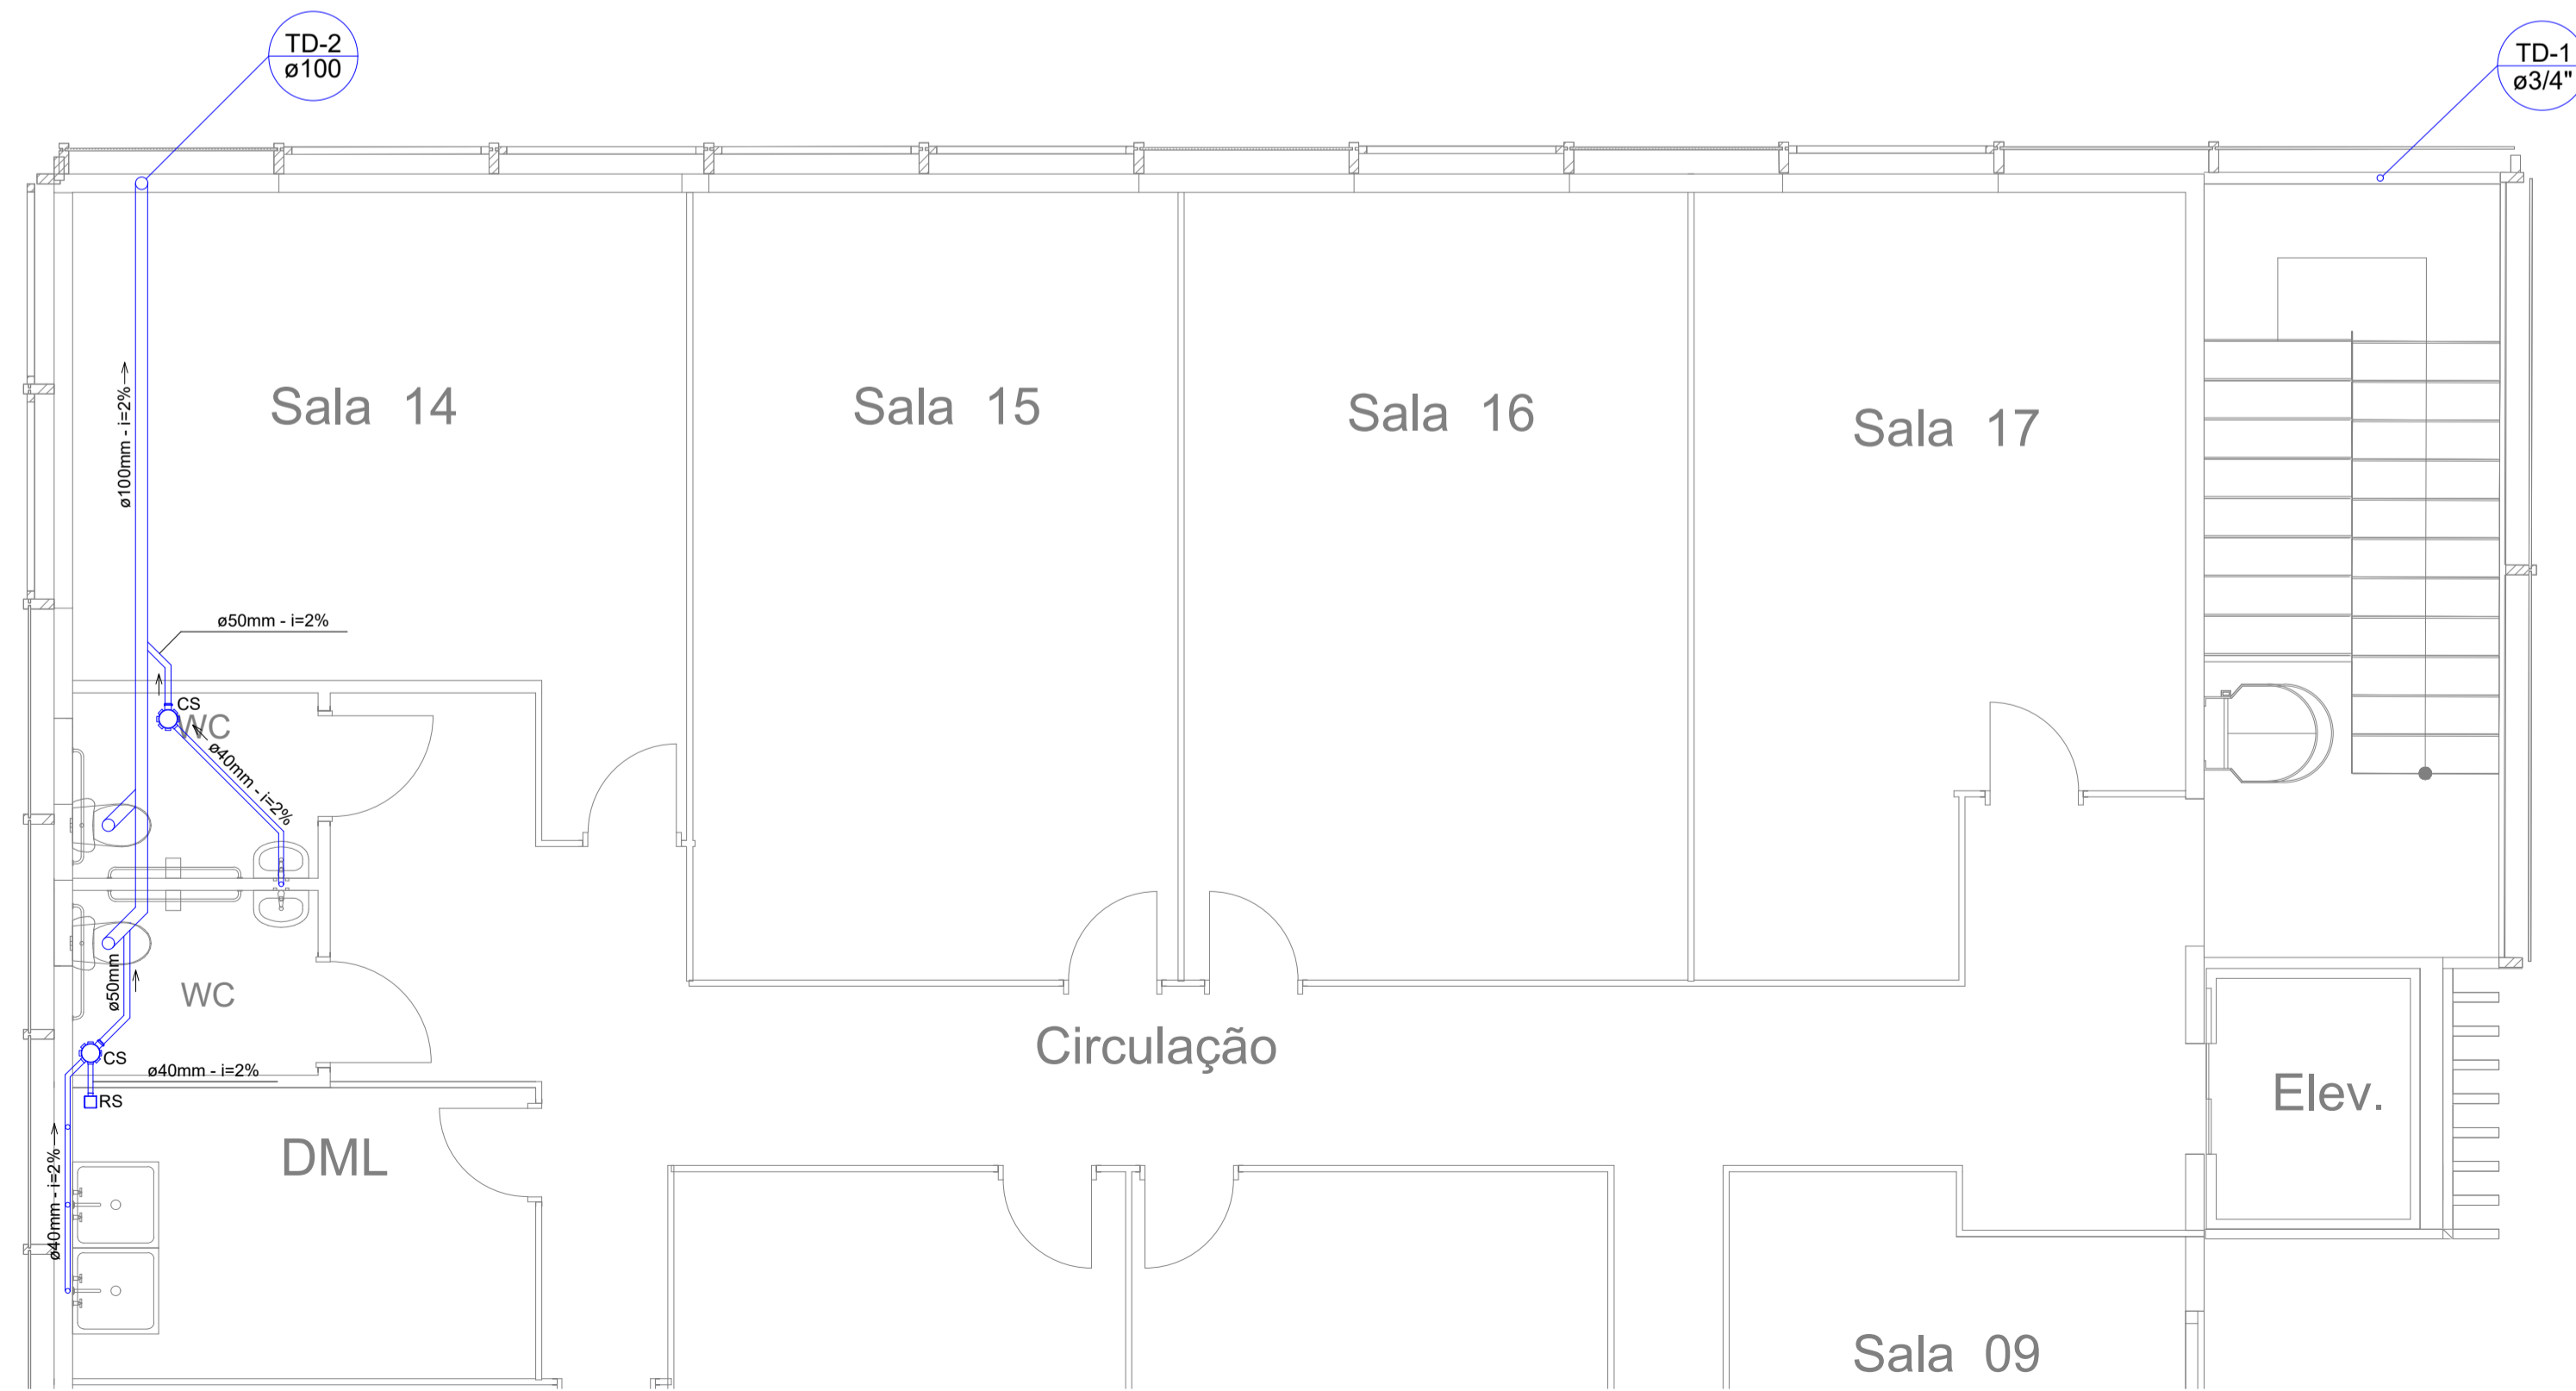 TD-2
ø100
TD-1
ø3/4"
ø100mm - i=2%
Sala 14
Sala 15
Sala 16
Sala 17
ø50mm - i=2%
CS
WC
ø40mm - i=2%
ø50mm
WC
CS
ø40mm - i=2%
RS
Circulação
Elev.
DML
ø40mm - i=2%
Sala 09